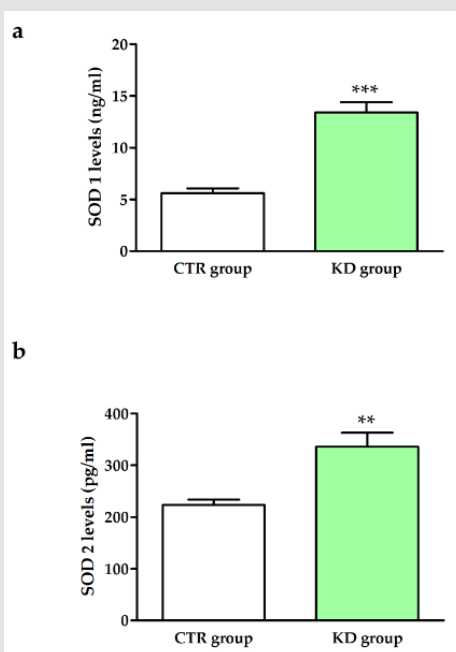 a
20
15
10
5
0
SOD 1 levels (ng/ml)
***
CTR group
KD group
b
400
300
200
100
0
SOD 2 levels (pg/ml)
**
CTR group
KD group